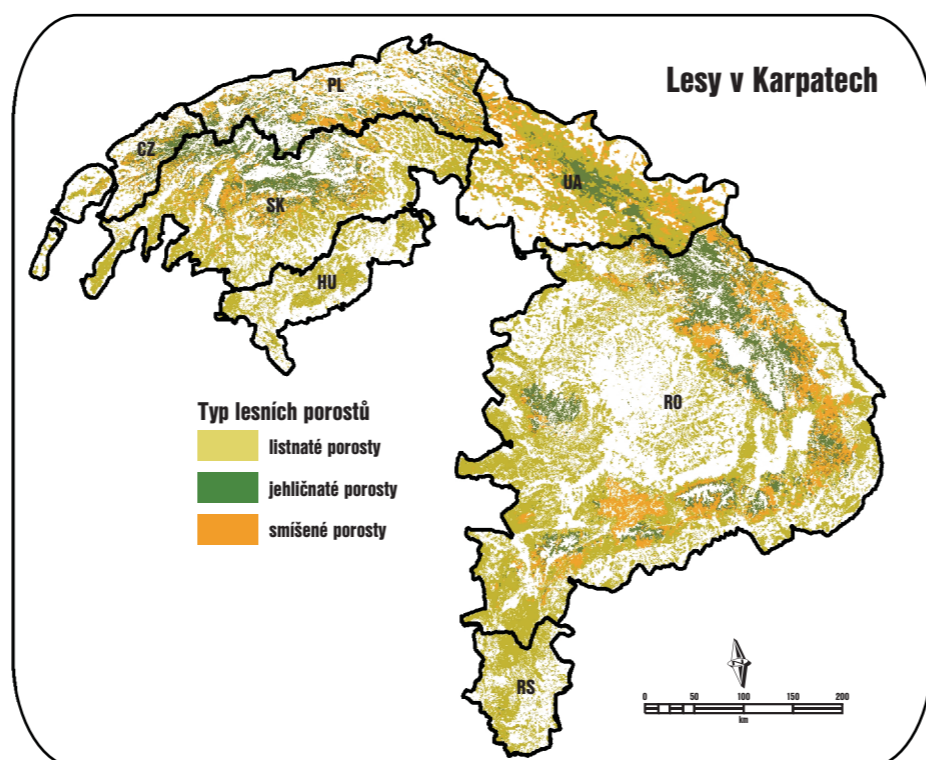 Lesy v Karpatech
PL
CZ
UA
SK
HU
RO
Typ lesních porostů
listnaté porosty
jehličnaté porosty
smíšené porosty
RS
0 50 100 150 200
km